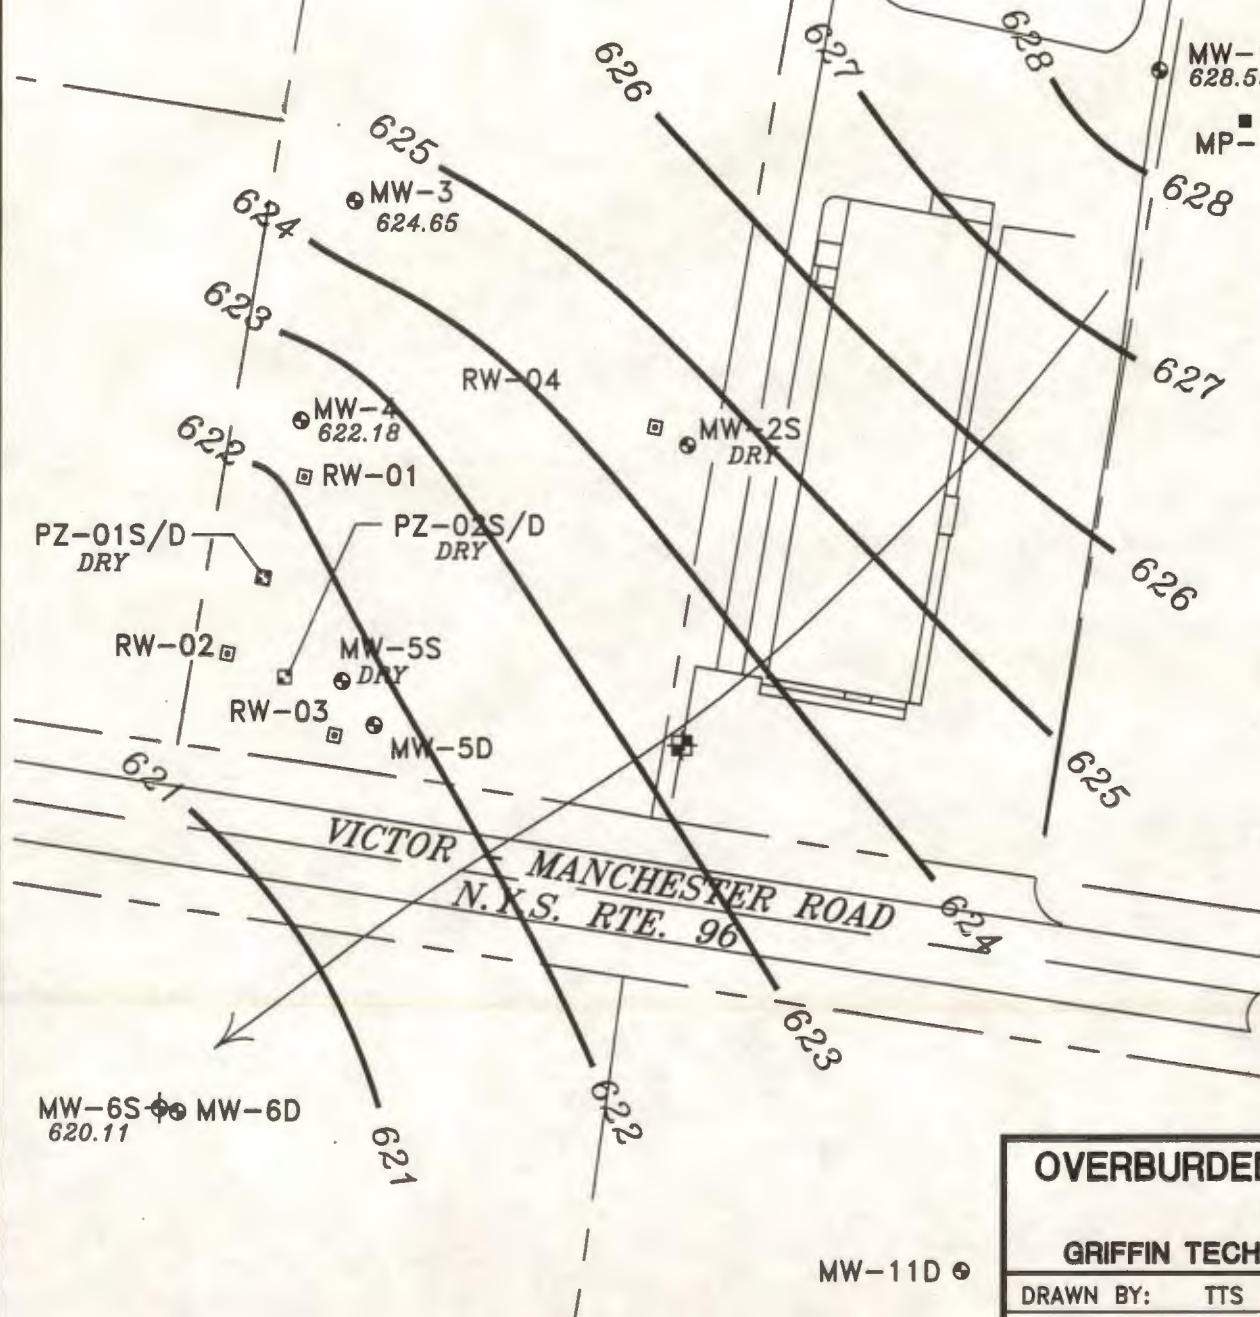 628
627
626
MW-
628.5
MP-
625
MW-3
624.65
628
624
623
627
RW-04
MW-4
622.18
MW-2S
DRY
622
RW-01
PZ-01S/D
DRY
PZ-02S/D
DRY
626
RW-02
MW-5S
DRY
RW-03
MW-5D
621
625
VICTOR - MANCHESTER ROAD
N.Y.S. RTE. 96
624
623
MW-6S
620.11
MW-6D
622
621
OVERBURDE
GRIFFIN TECH
MW-11D
DRAWN BY: TTS